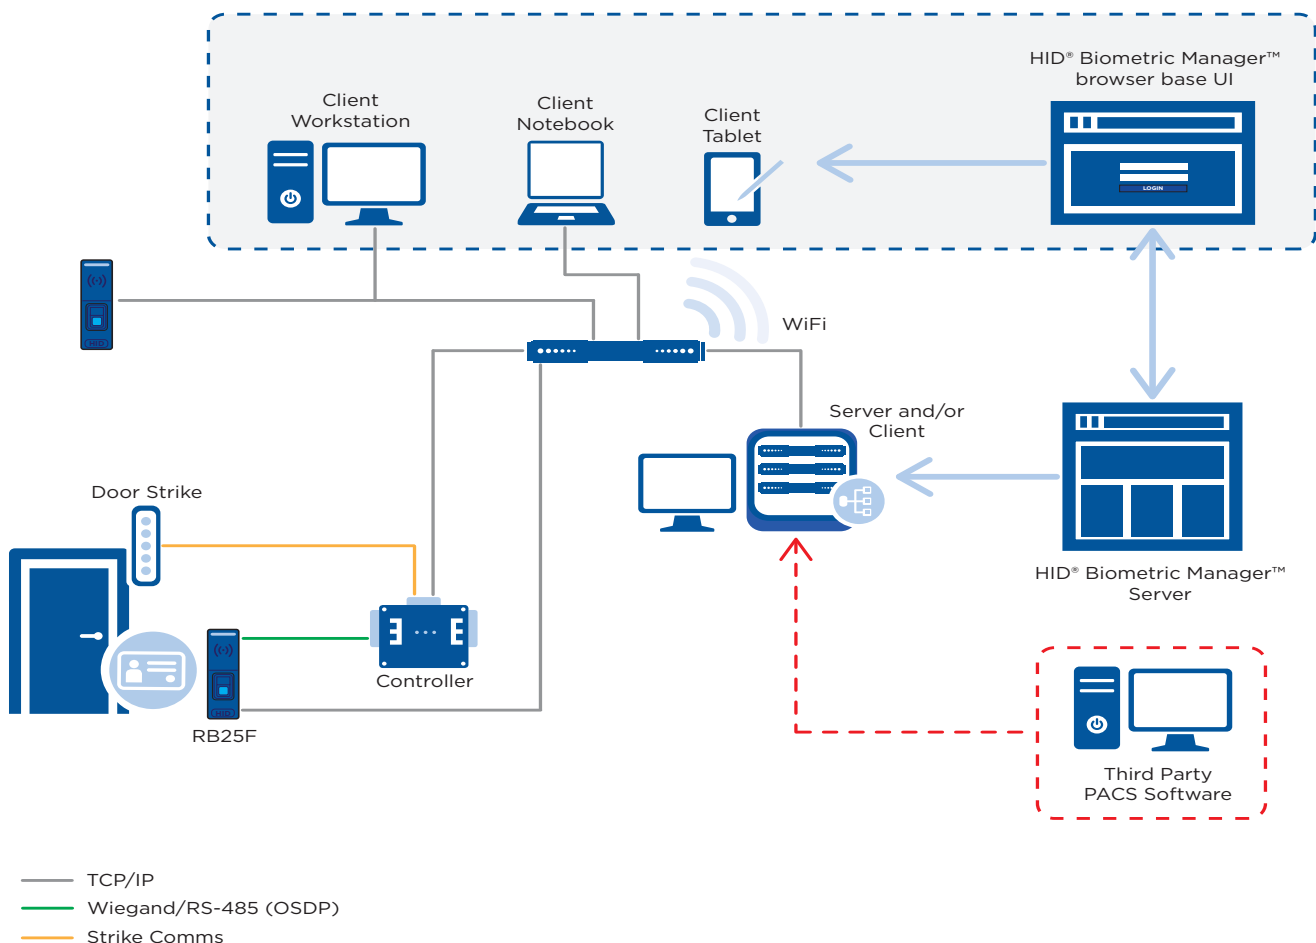 HID® Biometric Manager™
browser base UI
Client
Workstation
Client
Notebook
Client
Tablet
LOGIN
HID
WiFi
Server and/or
Client
Door Strike
HID® Biometric Manager™
Server
Controller
HID
RB25F
Third Party
PACS Software
TCP/IP
Wiegand/RS-485 (OSDP)
Strike Comms